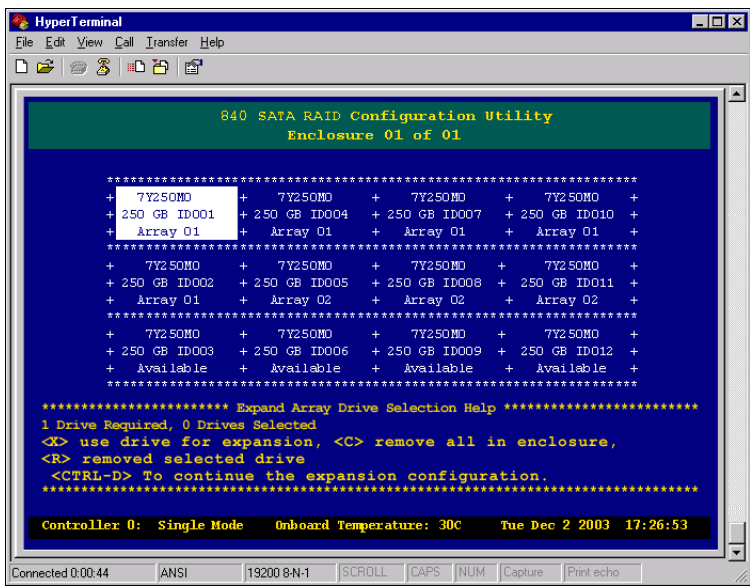 HyperTerminal
File Edit View Call Transfer Help
840 SATA RAID Configuration Utility
Enclosure 01 of 01
****************************************************************
+ 7Y250M0 + 7Y250M0 + 7Y250M0 + 7Y250M0 +
+ 250 GB ID001 + 250 GB ID004 + 250 GB ID007 + 250 GB ID010 +
+ Array 01 + Array 01 + Array 01 + Array 01 +
****************************************************************
+ 7Y250M0 + 7Y250M0 + 7Y250M0 + 7Y250M0 +
+ 250 GB ID002 + 250 GB ID005 + 250 GB ID008 + 250 GB ID011 +
+ Array 01 + Array 02 + Array 02 + Array 02 +
****************************************************************
+ 7Y250M0 + 7Y250M0 + 7Y250M0 + 7Y250M0 +
+ 250 GB ID003 + 250 GB ID006 + 250 GB ID009 + 250 GB ID012 +
+ Available + Available + Available + Available +
****************************************************************
************************ Expand Array Drive Selection Help *************************
1 Drive Required, 0 Drives Selected
<X> use drive for expansion, <C> remove all in enclosure,
<R> removed selected drive
<CTRL-D> To continue the expansion configuration.
************************************************************************************
Controller 0: Single Mode Onboard Temperature: 30C Tue Dec 2 2003 17:26:53
Connected 0:00:44 ANSI 19200 8-N-1 SCROLL CAPS NUM Capture Print echo